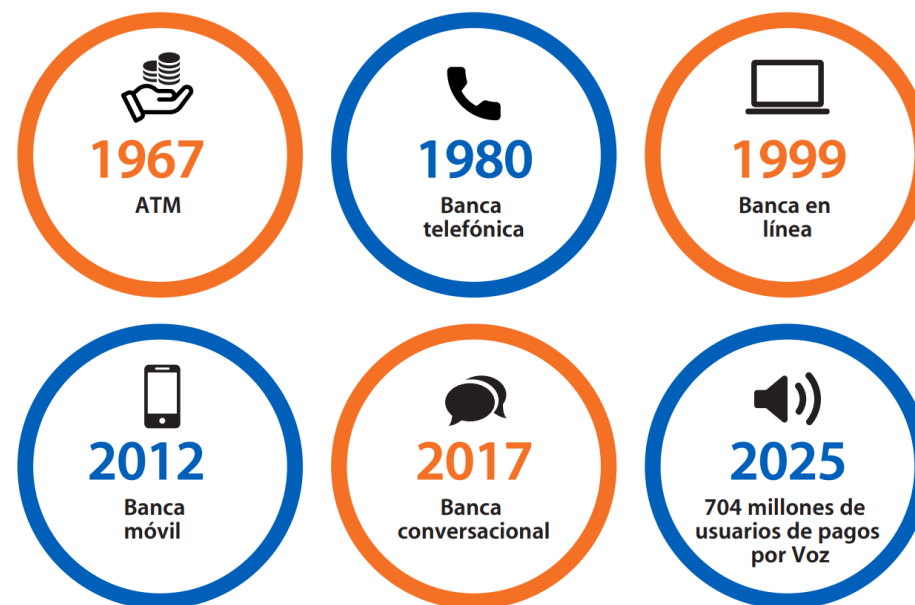 1967
ATM
1980
Banca
telefónica
1999
Banca en
línea
2012
Banca
móvil
2017
Banca
conversacional
2025
704 millones de
usuarios de pagos
por Voz